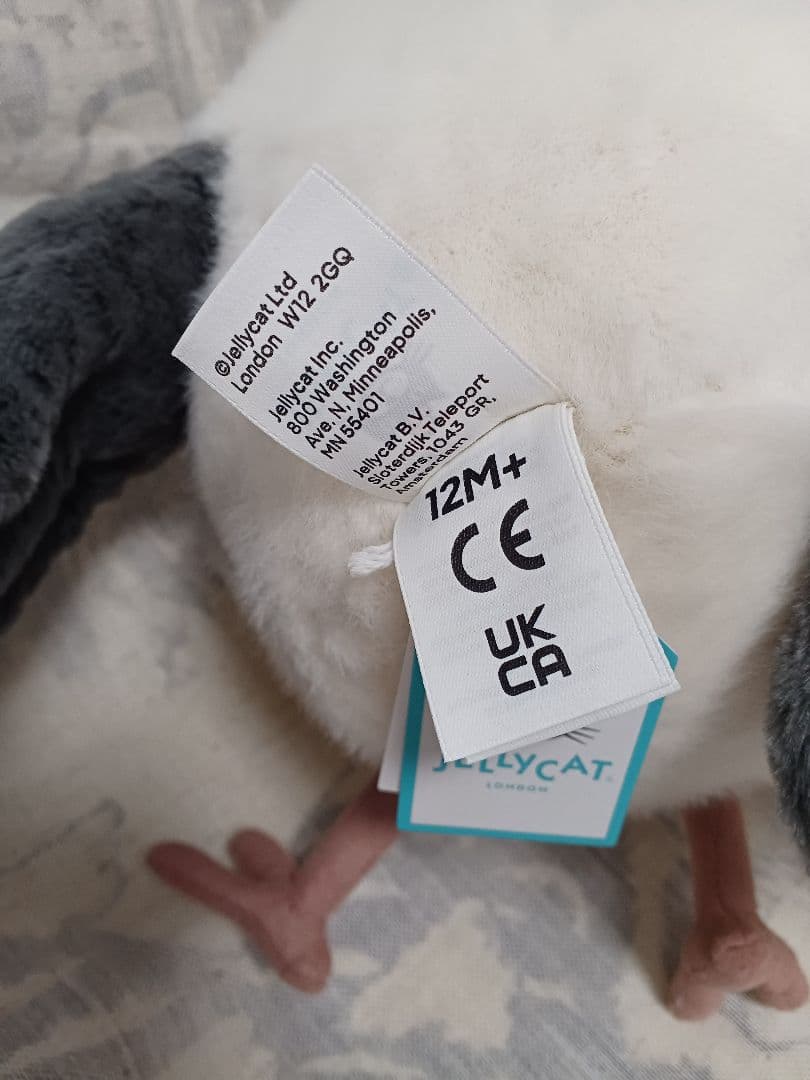 ©Jellycat Ltd
London W12 2GQ
Jellycat Inc.
800 Washington
Ave. N, Minneapolis,
MN 55401
Jellycat B.V.
Sloterdijk Teleport
Towers, 1043 GR,
Amsterdam
12M+
CE
UK
CA
JELLYCAT
LONDON